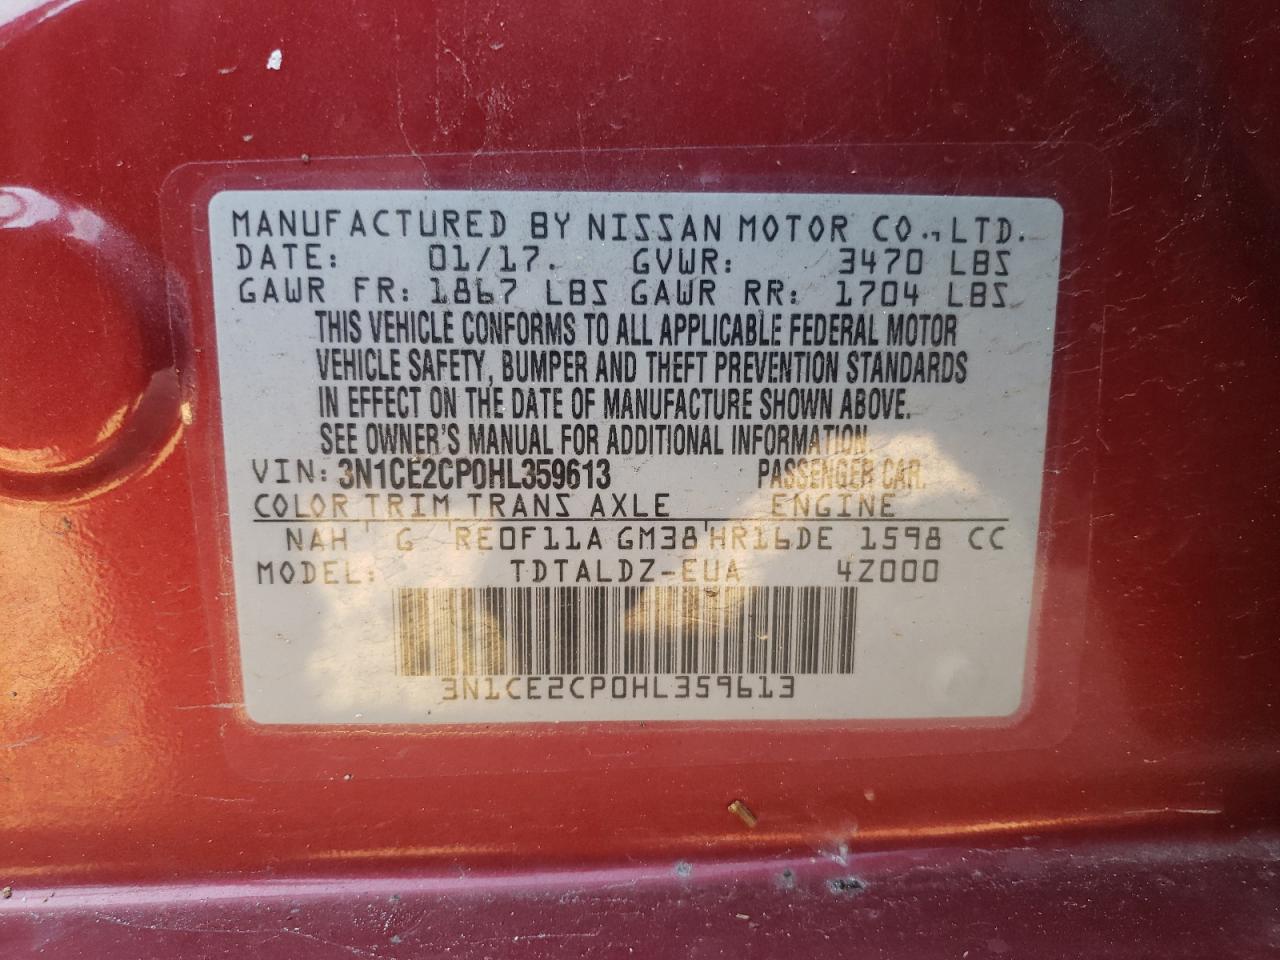 MANUFACTURED BY NISSAN MOTOR CO., LTD.
DATE: 01/17. GVWR: 3470 LBS
GAWR FR: 1867 LBS GAWR RR: 1704 LBS
THIS VEHICLE CONFORMS TO ALL APPLICABLE FEDERAL MOTOR
VEHICLE SAFETY, BUMPER AND THEFT PREVENTION STANDARDS
IN EFFECT ON THE DATE OF MANUFACTURE SHOWN ABOVE.
SEE OWNER'S MANUAL FOR ADDITIONAL INFORMATION.
VIN: 3N1CE2CP0HL359613 PASSENGER CAR.
COLOR TRIM TRANS AXLE ENGINE
NAH G RE0F11A GM38 HR16DE 1598 CC
MODEL: TDTALDZ-EUA 4Z000
3N1CE2CP0HL359613